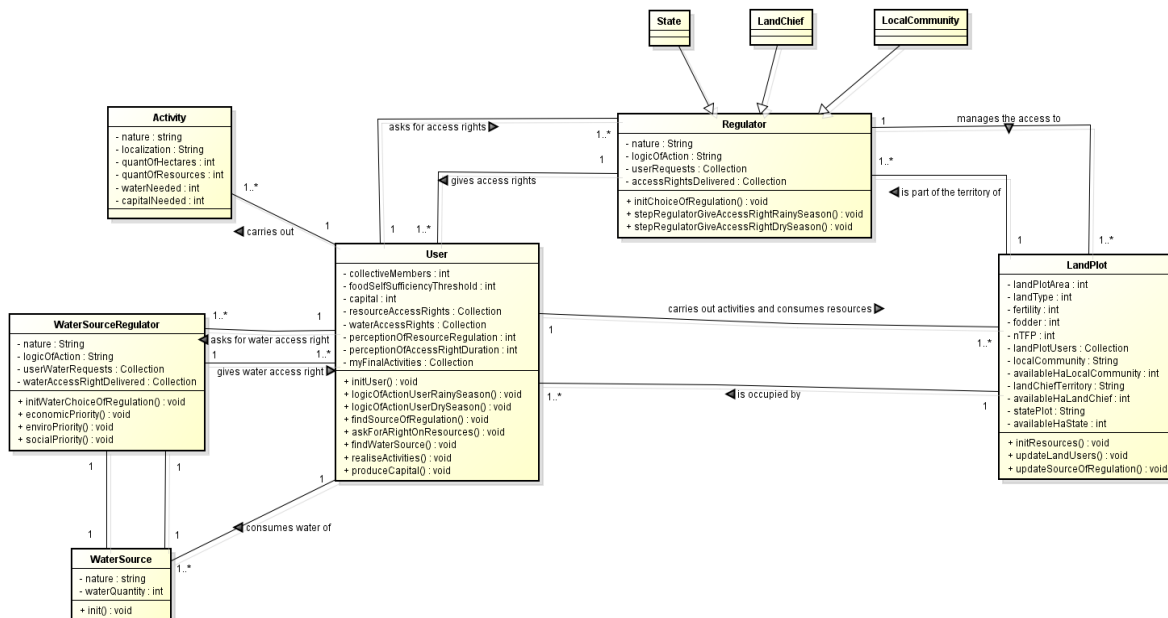 State
LandChief
LocalCommunity
Activity
- nature : string
- localization : String
- quantOfHectares : int
- quantOfResources : int
- waterNeeded : int
- capitalNeeded : int
asks for access rights
1..*
Regulator
- nature : String
- logicOfAction : String
- userRequests : Collection
- accessRightsDelivered : Collection
+ initChoiceOfRegulation() : void
+ stepRegulatorGiveAccessRightRainySeason() : void
+ stepRegulatorGiveAccessRightDrySeason() : void
1
manages the access to
1
gives access rights
1..*
is part of the territory of
1..*
1
carries out
1
1..*
1
1..*
User
- collectiveMembers : int
- foodSelfSufficiencyThreshold : int
- capital : int
- resourceAccessRights : Collection
- waterAccessRights : Collection
- perceptionOfResourceRegulation : int
- perceptionOfAccessRightDuration : int
- myFinalActivities : Collection
+ initUser() : void
+ logicOfActionUserRainySeason() : void
+ logicOfActionUserDrySeason() : void
+ findSourceOfRegulation() : void
+ askForARightOnResources() : void
+ findWaterSource() : void
+ realiseActivities() : void
+ produceCapital() : void
LandPlot
- landPlotArea : int
- landType : int
- fertility : int
- fodder : int
- nTFP : int
- landPlotUsers : Collection
- localCommunity : String
- availableHaLocalCommunity : int
- landChiefTerritory : String
- availableHaLandChief : int
- statePlot : String
- availableHaState : int
+ initResources() : void
+ updateLandUsers() : void
+ updateSourceOfRegulation() : void
carries out activities and consumes resources
1
1..*
is occupied by
1..*
1
WaterSourceRegulator
- nature : String
- logicOfAction : String
- userWaterRequests : Collection
- waterAccessRightDelivered : Collection
+ initWaterChoiceOfRegulation() : void
+ economicPriority() : void
+ enviroPriority() : void
+ socialPriority() : void
1..*
1
asks for water access right
1
1..*
gives water access right
1
1
1
1
1
consumes water of
1..*
WaterSource
- nature : string
- waterQuantity : int
+ init() : void